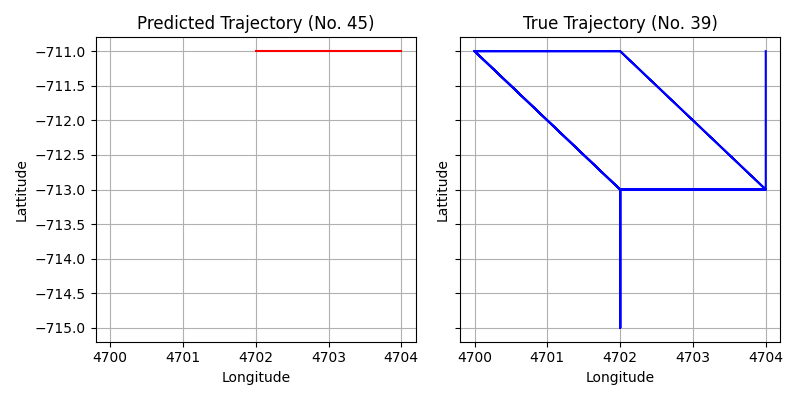 Predicted Trajectory (No. 45)
True Trajectory (No. 39)
Lattitude
−711.0
−711.5
−712.0
−712.5
−713.0
−713.5
−714.0
−714.5
−715.0
4700 4701 4702 4703 4704
Longitude
Lattitude
4700 4701 4702 4703 4704
Longitude